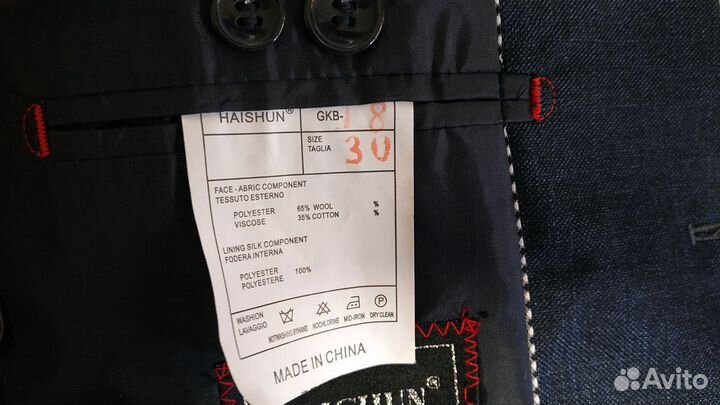 HAISHUN® GKB-18
SIZE
TAGLIA 30
FACE-ABRIC COMPONENT
TESSUTO ESTERNO
POLYESTER 65% WOOL %
VISCOSE 35% COTTON %
LINING SILK COMPONENT
FODERA INTERNA
POLYESTER 100%
POLYESTERE
WASHION
LAVAGGIO
NOTWASHING BYHAND NOCHLORINE MID-IRON DRY CLEAN
P
MADE IN CHINA
HAISHUN®
Avito